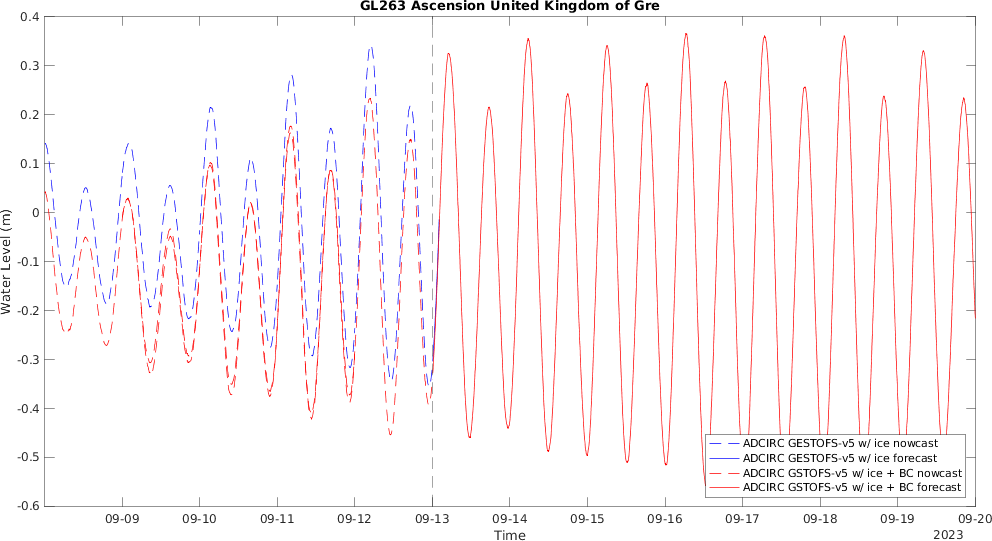 GL263 Ascension United Kingdom of Gre
Water Level (m)
0.4
0.3
0.2
0.1
0
-0.1
-0.2
-0.3
-0.4
-0.5
-0.6
ADCIRC GESTOFS-v5 w/ ice nowcast
ADCIRC GESTOFS-v5 w/ ice forecast
ADCIRC GSTOFS-v5 w/ ice + BC nowcast
ADCIRC GSTOFS-v5 w/ ice + BC forecast
09-09 09-10 09-11 09-12 09-13 09-14 09-15 09-16 09-17 09-18 09-19 09-20
Time
2023